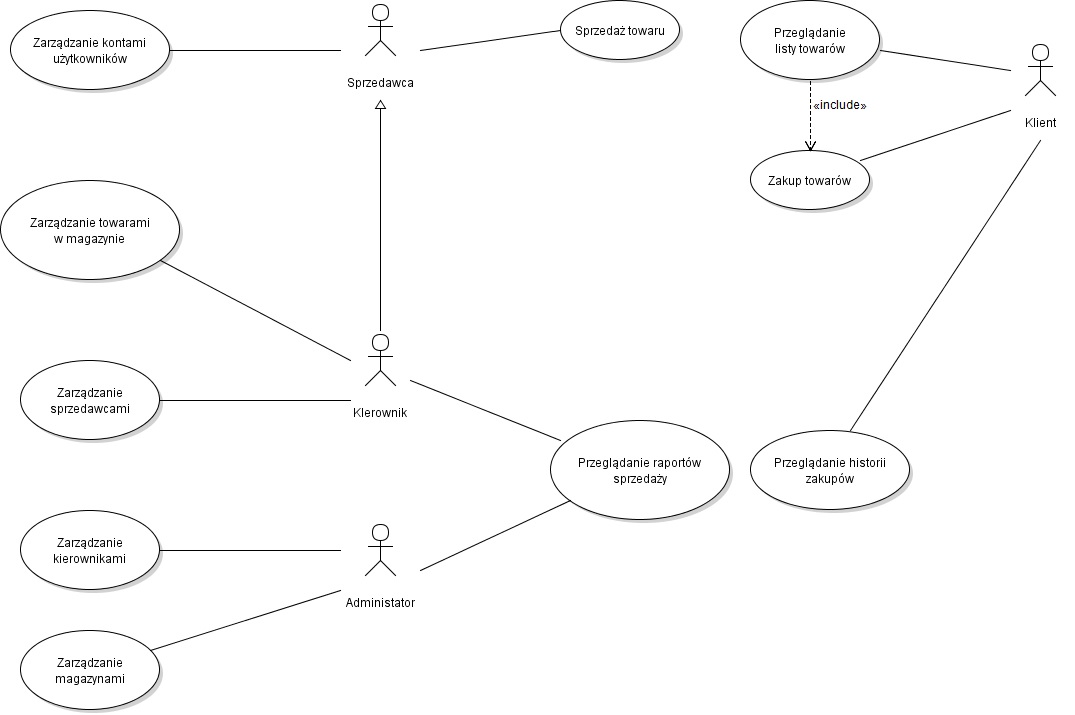 Zarządzanie kontami
użytkowników
Sprzedawca
Sprzedaż towaru
Przeglądanie
listy towarów
Klient
«include»
Zakup towarów
Zarządzanie towarami
w magazynie
Zarządzanie
sprzedawcami
KIerownik
Przeglądanie raportów
sprzedaży
Przeglądanie historii
zakupów
Zarządzanie
kierownikami
Administator
Zarządzanie
magazynami